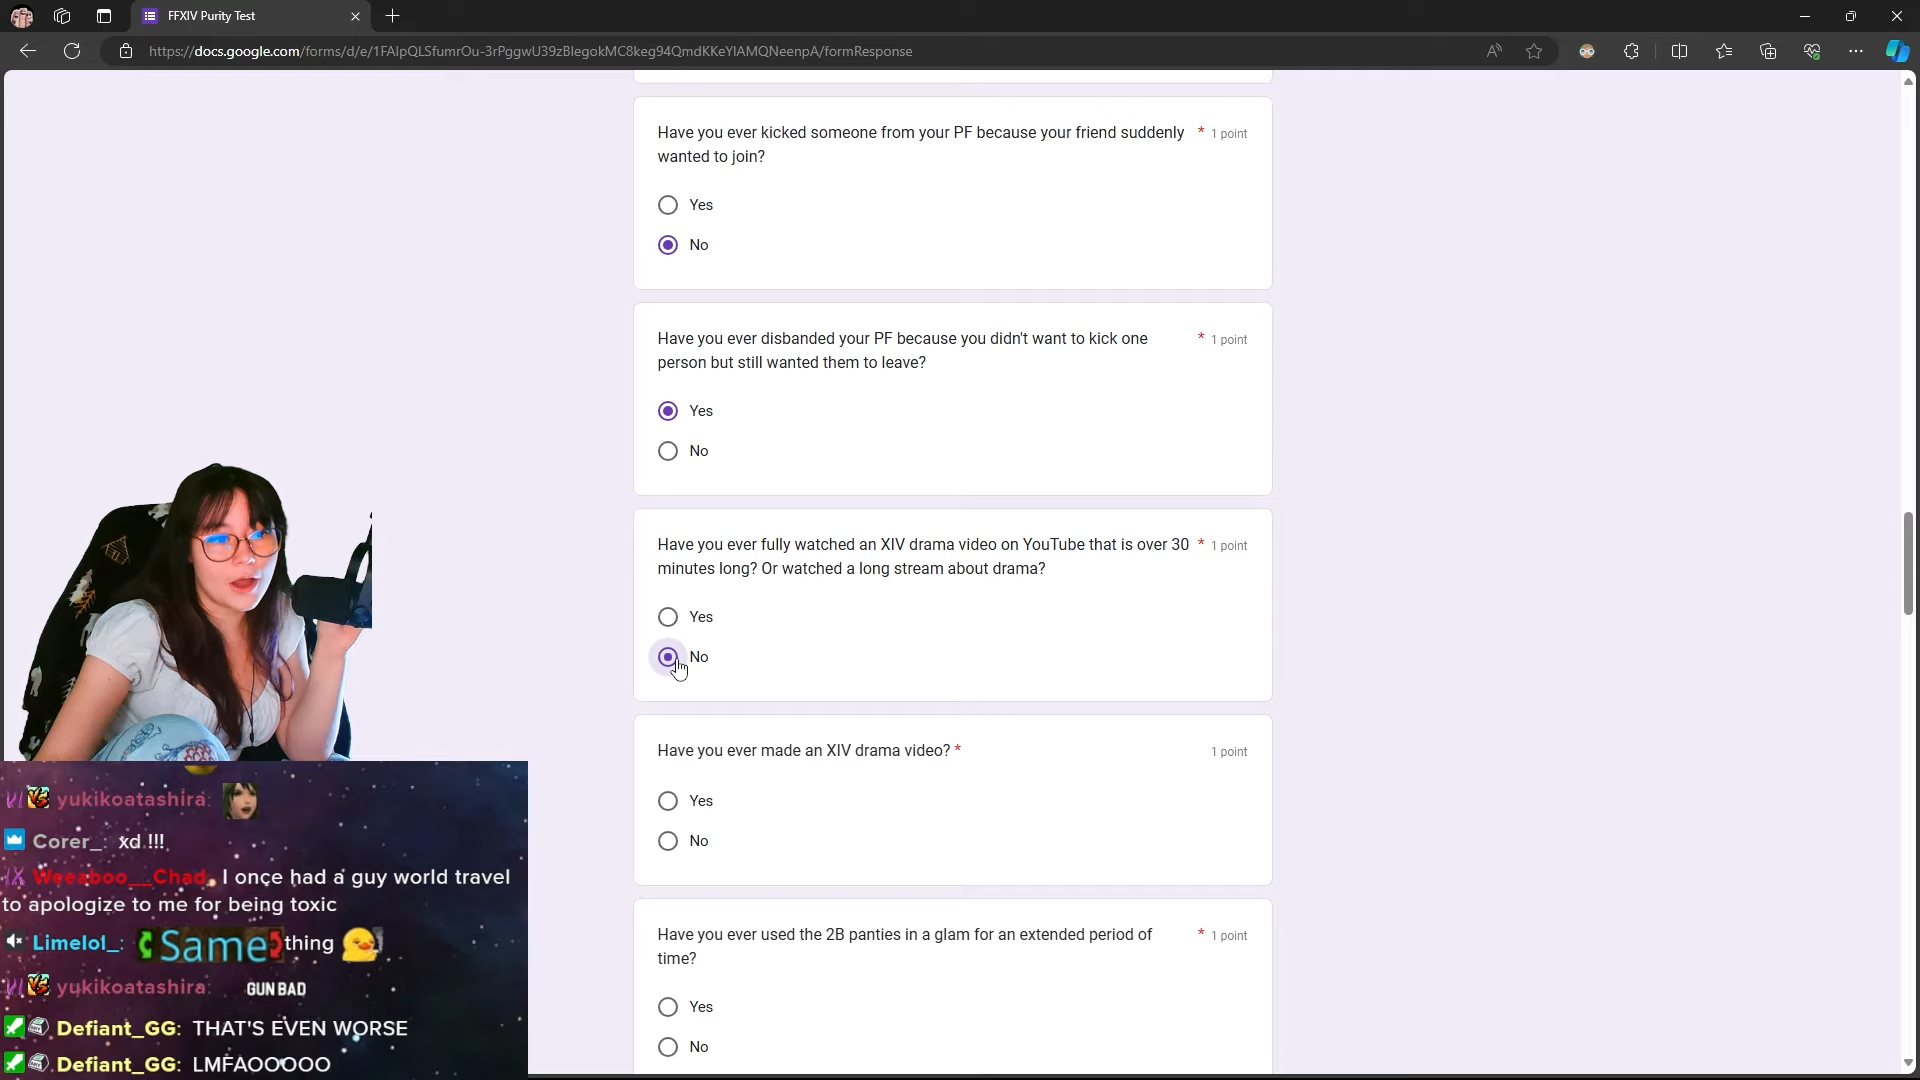 FFXIV Purity Test
https://docs.google.com/forms/d/e/1FAIpQLSfumrOu-3rPggwU39zBlegokMC8keg94QmdKKeYIAMQNeenpA/formResponse
Have you ever kicked someone from your PF because your friend suddenly * 1 point
wanted to join?
Yes
No
Have you ever disbanded your PF because you didn't want to kick one * 1 point
person but still wanted them to leave?
Yes
No
Have you ever fully watched an XIV drama video on YouTube that is over 30 * 1 point
minutes long? Or watched a long stream about drama?
Yes
No
Have you ever made an XIV drama video? * 1 point
Yes
No
Have you ever used the 2B panties in a glam for an extended period of * 1 point
time?
Yes
No
yukikoatashira:
Corer_: xd !!!
Weeaboo__Chad: I once had a guy world travel
to apologize to me for being toxic
Limelol_: Same thing
yukikoatashira: GUN BAD
Defiant_GG: THAT'S EVEN WORSE
Defiant_GG: LMFAOOOOO